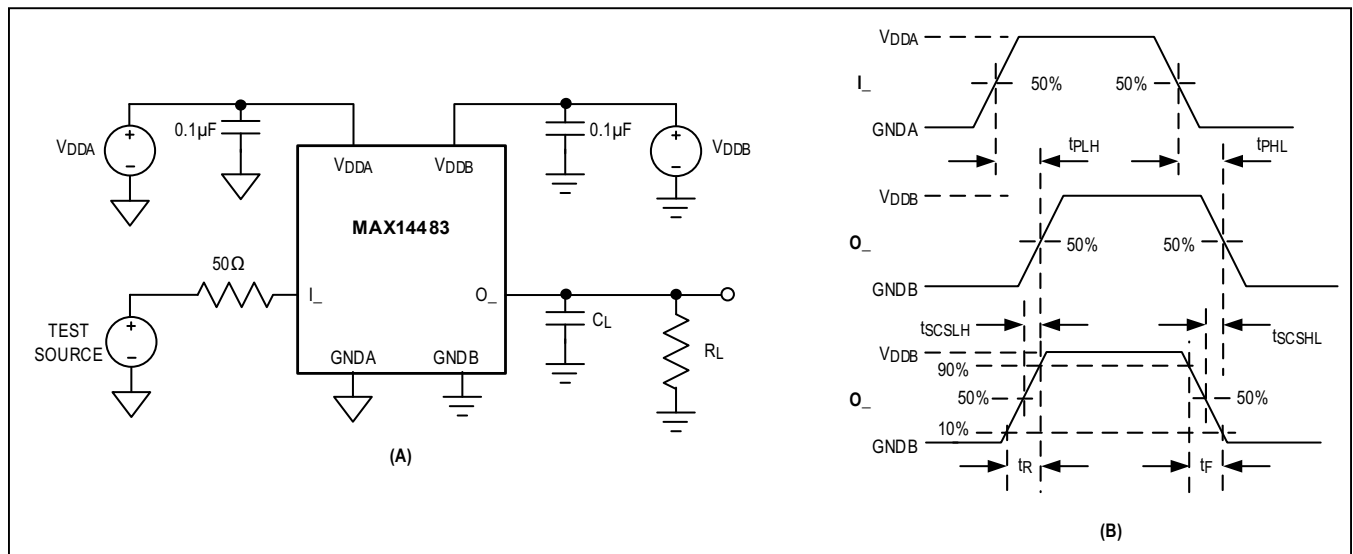 VDDA
0.1µF
0.1µF
VDDB
VDDA
VDDB
MAX14483
50Ω
I_
O_
TEST
SOURCE
GNDA
GNDB
CL
RL
(A)
VDDA
I_
50%
50%
GNDA
tPLH
tPHL
VDDB
O_
50%
50%
GNDB
tSCSLH
tSCSHL
VDDB
90%
50%
50%
O_
10%
GNDB
tR
tF
(B)